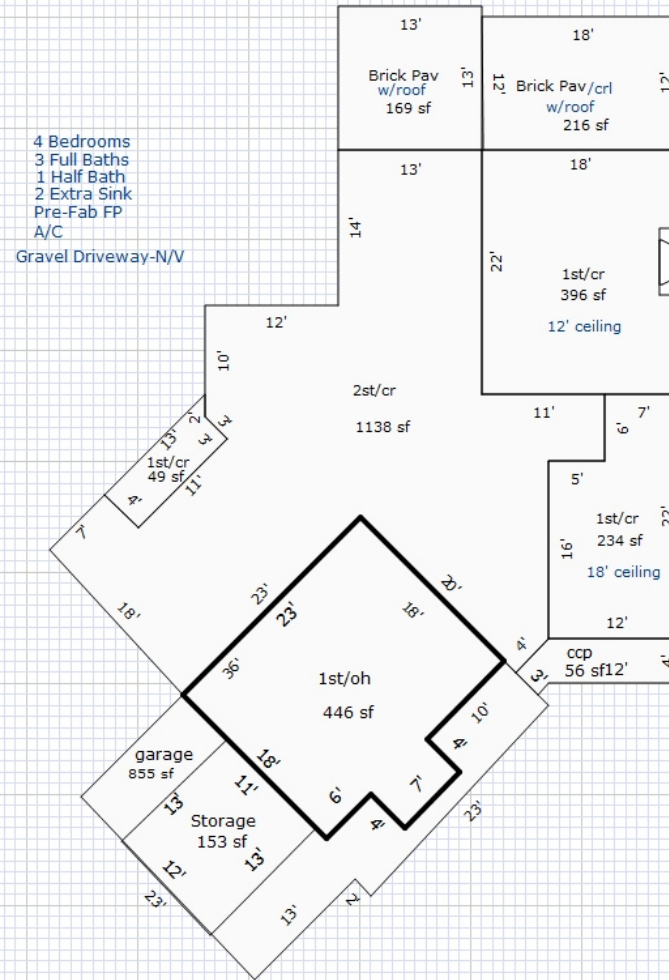 13'
18'
Brick Pav
w/roof
169 sf
13'
12'
Brick Pav/crl
w/roof
216 sf
12'
4 Bedrooms
3 Full Baths
1 Half Bath
2 Extra Sink
Pre-Fab FP
A/C
Gravel Driveway-N/V
13'
18'
14'
22'
1st/cr
396 sf
12' ceiling
12'
10'
2st/cr
1138 sf
11'
7'
6'
2'
3'
3'
13'
1st/cr
49 sf
4'
11'
7'
5'
1st/cr
234 sf
18' ceiling
16'
22'
12'
18'
23'
23'
20'
18'
36'
1st/oh
446 sf
4'
3'
ccp
56 sf12'
4'
10'
4'
7'
6'
4'
18'
11'
garage
855 sf
13'
Storage
153 sf
13'
12'
23'
23'
13'
2'